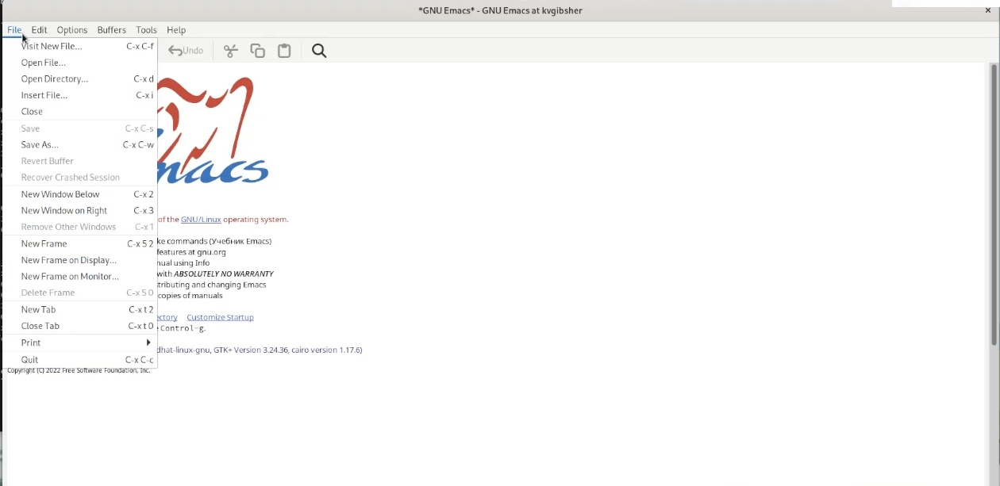 *GNU Emacs* - GNU Emacs at kvgibsher
File Edit Options Buffers Tools Help
Visit New File... C-x C-f
Undo
Open File...
Open Directory... C-x d
Insert File... C-x i
Close
Save C-x C-s
Save As... C-x C-w
Revert Buffer
Recover Crashed Session
New Window Below C-x 2
New Window on Right C-x 3
Remove Other Windows C-x 1
New Frame C-x 5 2
New Frame on Display...
New Frame on Monitor...
Delete Frame C-x 5 0
New Tab C-x t 2
Close Tab C-x t 0
Print
Quit C-x C-c
macs
of the GNU/Linux operating system.
ke commands (Учебник Emacs)
features at gnu.org
nual using Info
with ABSOLUTELY NO WARRANTY
tributing and changing Emacs
copies of manuals
ectory Customize Startup
e Control-g.
dhat-linux-gnu, GTK+ Version 3.24.36, cairo version 1.17.6)
Copyright (C) 2022 Free Software Foundation, Inc.